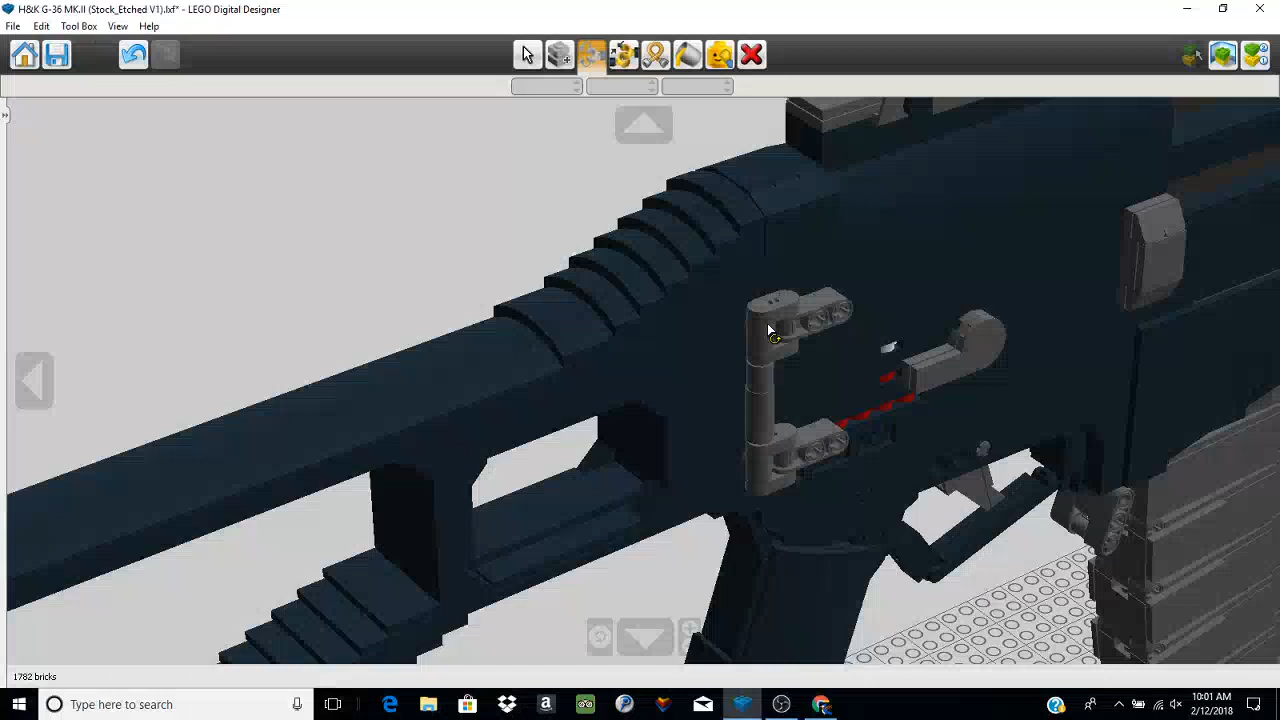 H&K G-36 MK.II (Stock_Etched V1).lxf* - LEGO Digital Designer
File Edit Tool Box View Help
1782 bricks
Type here to search
10:01 AM
2/12/2018